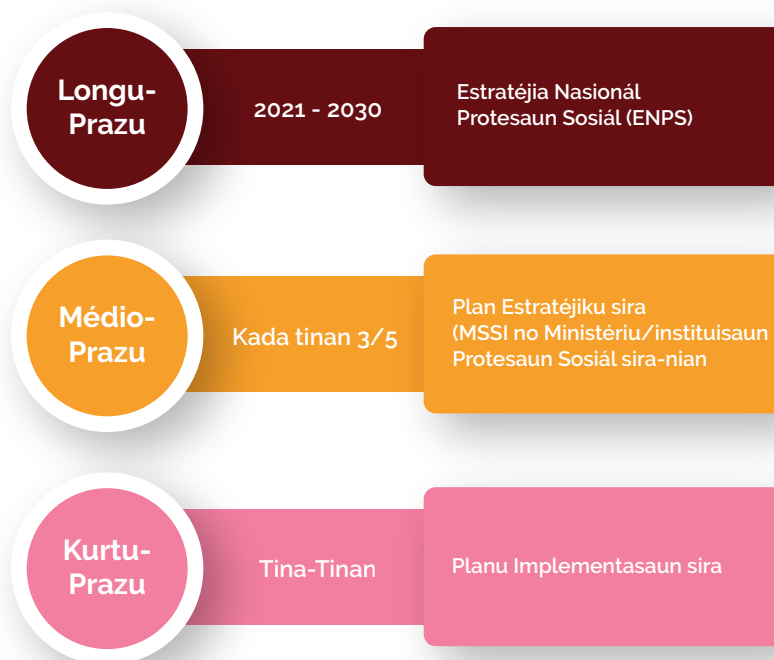 Longu-
Prazu
2021 - 2030
Estratéjia Nasionál
Protesaun Sosiál (ENPS)
Médio-
Prazu
Kada tinan 3/5
Plan Estratéjiku sira
(MSSI no Ministériu/instituisaun
Protesaun Sosiál sira-nian
Kurtu-
Prazu
Tina-Tinan
Planu Implementasaun sira